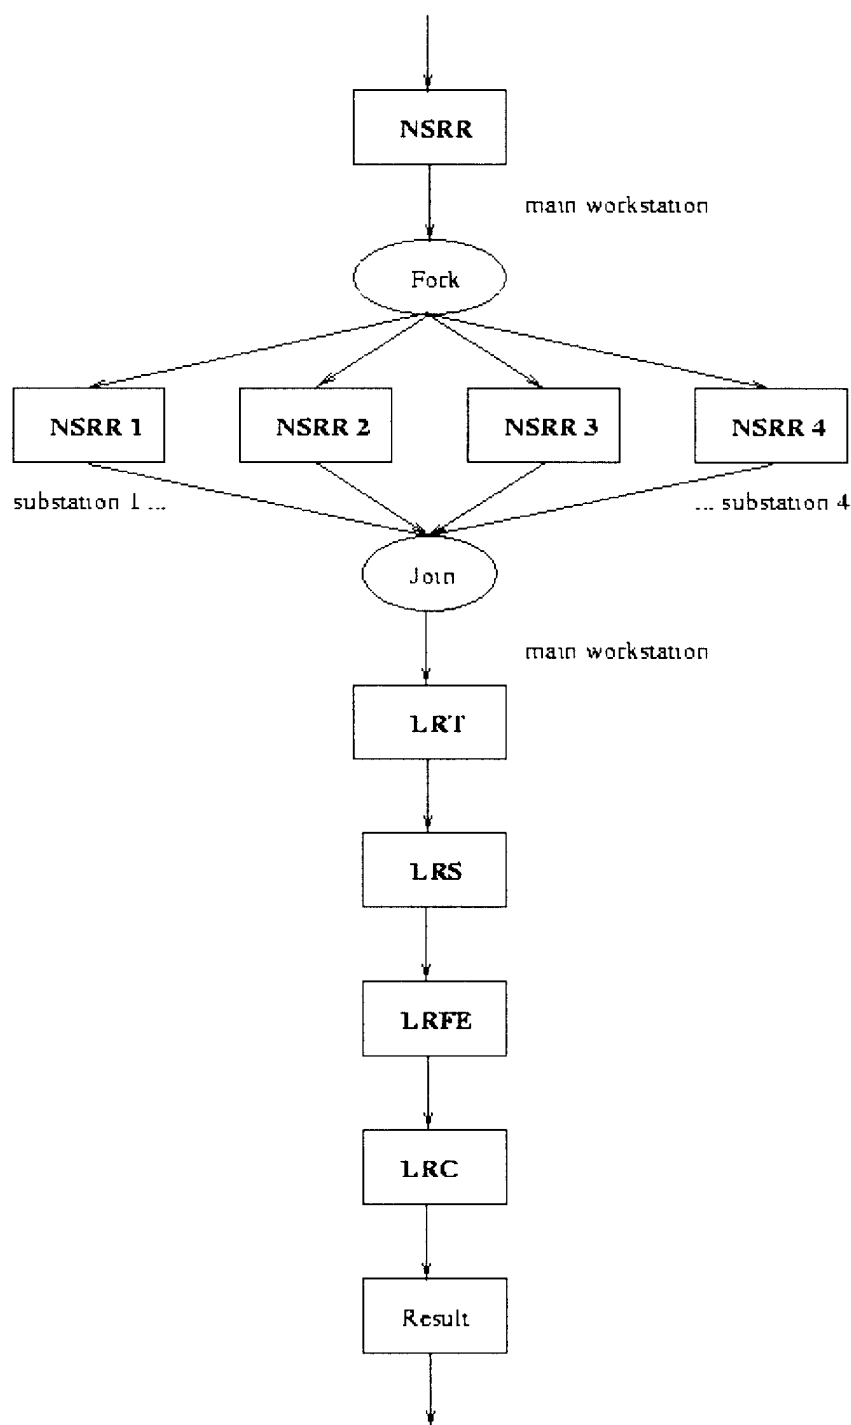 NSRR
main workstation
Fork
NSRR 1
NSRR 2
NSRR 3
NSRR 4
substation 1 ...
... substation 4
Join
main workstation
LRT
LRS
LRFE
LRC
Result